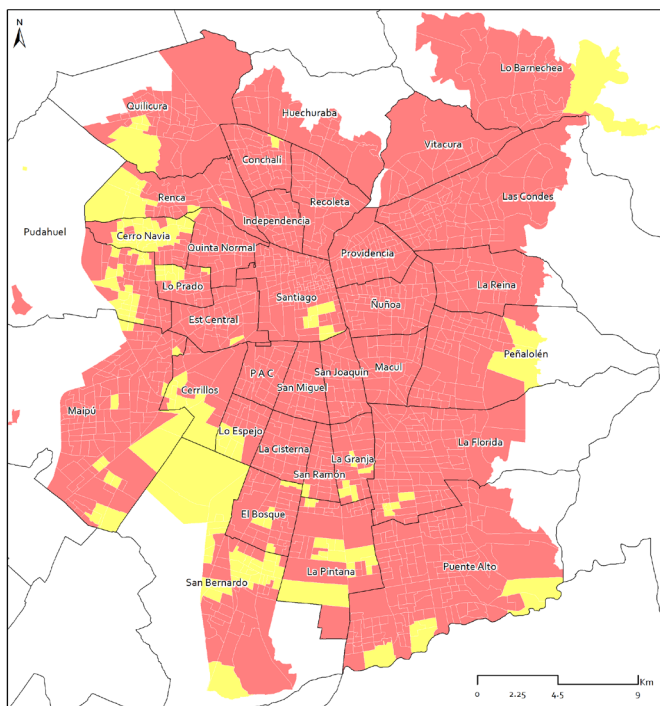 N
Lo Barnechea
Quilicura
Huechuraba
Vitacura
Conchalí
Las Condes
Renca
Recoleta
Independencia
Pudahuel
Cerro Navia
Quinta Normal
Providencia
Lo Prado
La Reina
Santiago
Ñuñoa
Est Central
Peñalolén
P A C
San Joaquín
Macul
Cerrillos
San Miguel
Maipú
Lo Espejo
La Florida
La Cisterna
La Granja
San Ramón
El Bosque
La Pintana
Puente Alto
San Bernardo
Km
0 2.25 4.5 9